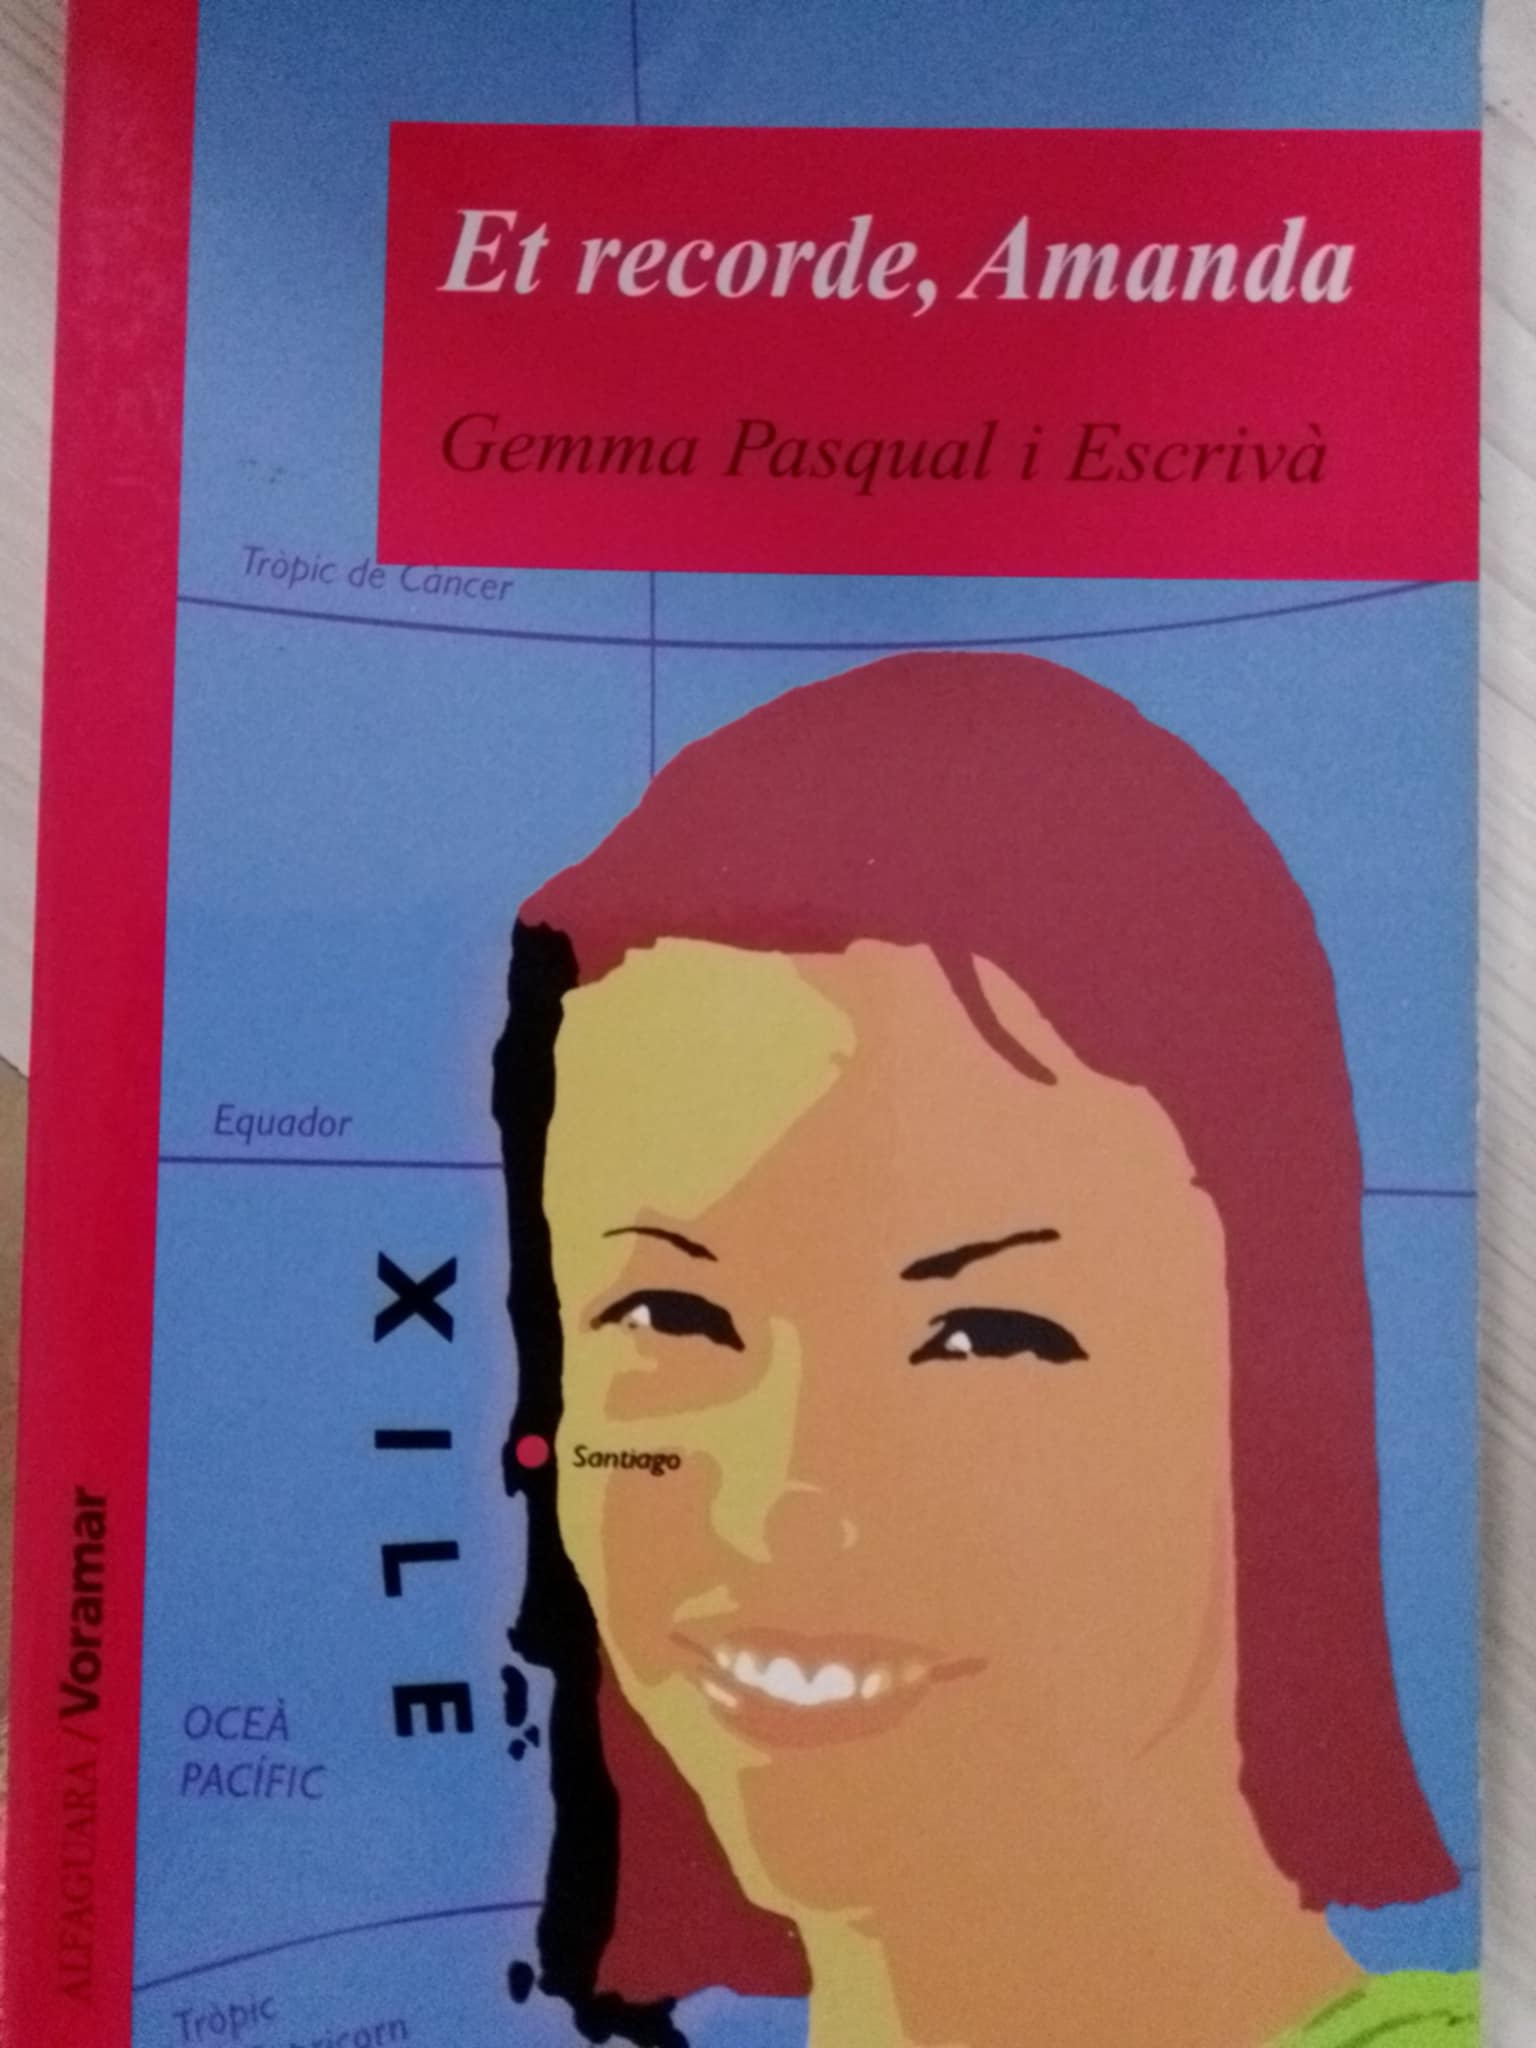 Et recorde, Amanda
Gemma Pasqual i Escrivà
Tròpic de Càncer
Equador
XILE
Santiago
OCEÀ
PACÍFIC
Tròpic
ALFAGUARA / Voramar